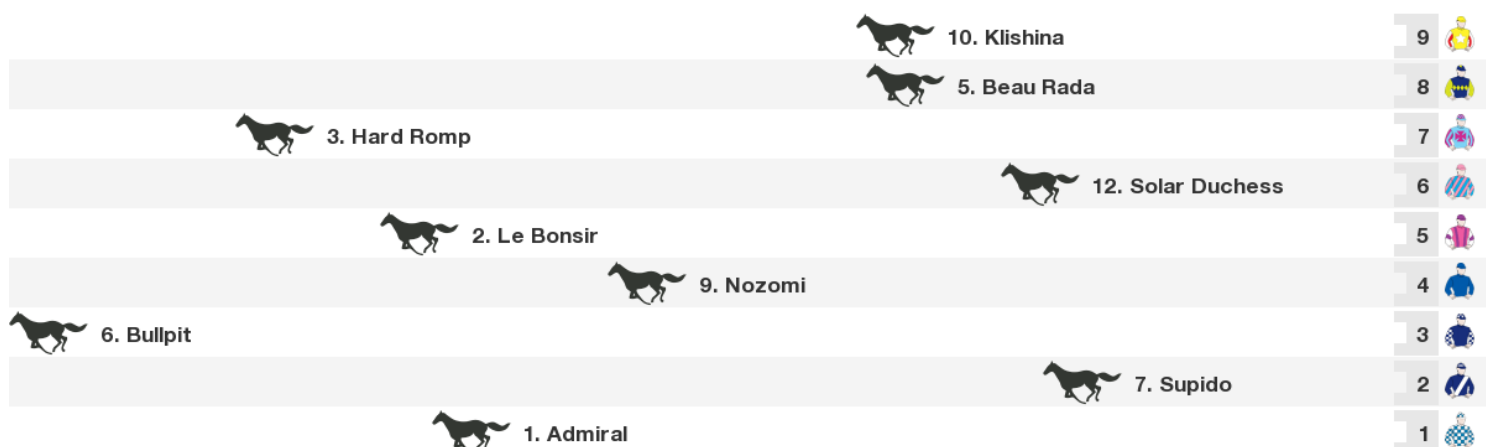 10. Klishina 9
5. Beau Rada 8
3. Hard Romp 7
12. Solar Duchess 6
2. Le Bonsir 5
9. Nozomi 4
6. Bullpit 3
7. Supido 2
1. Admiral 1